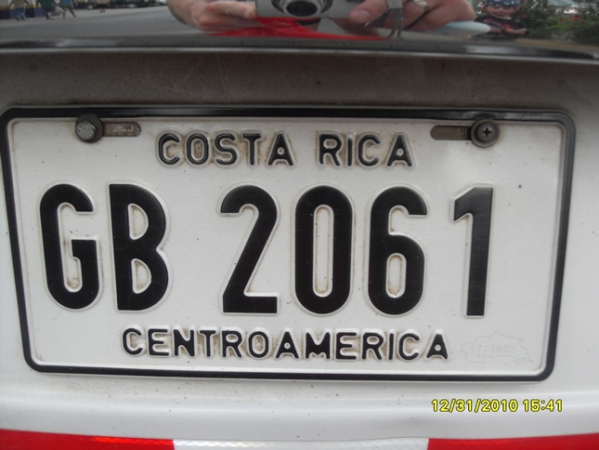 COSTA RICA
GB 2061
CENTROAMERICA
12/31/2010 15:41